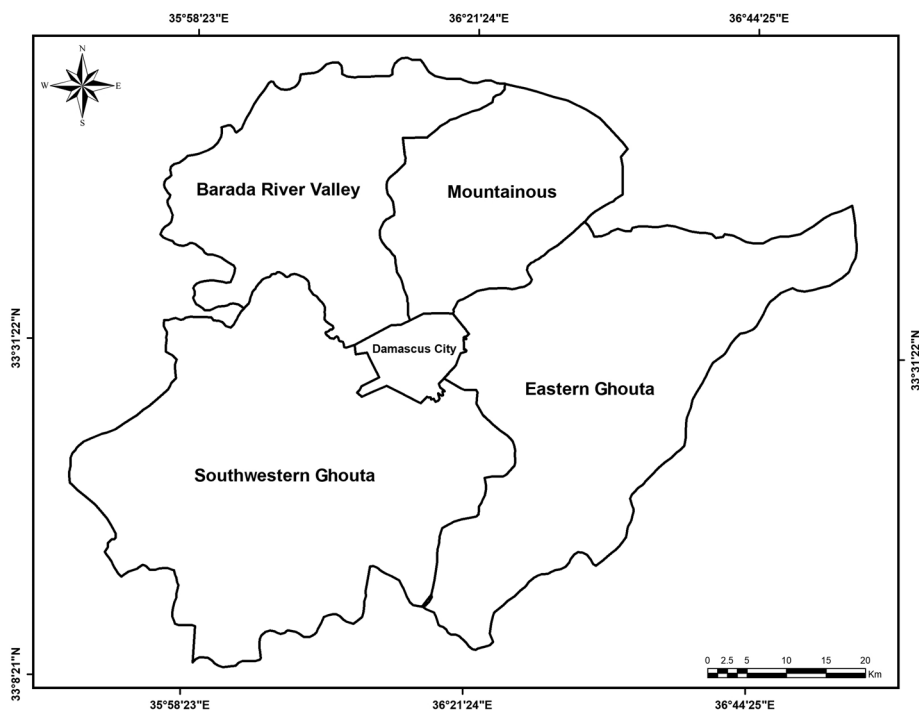 35°58'23"E 36°21'24"E 36°44'25"E
N
W E
S
Barada River Valley
Mountainous
33°31'22"N
33°31'22"N
Damascus City
Eastern Ghouta
Southwestern Ghouta
33°8'21"N
0 2.5 5 10 15 20
Km
35°58'23"E 36°21'24"E 36°44'25"E